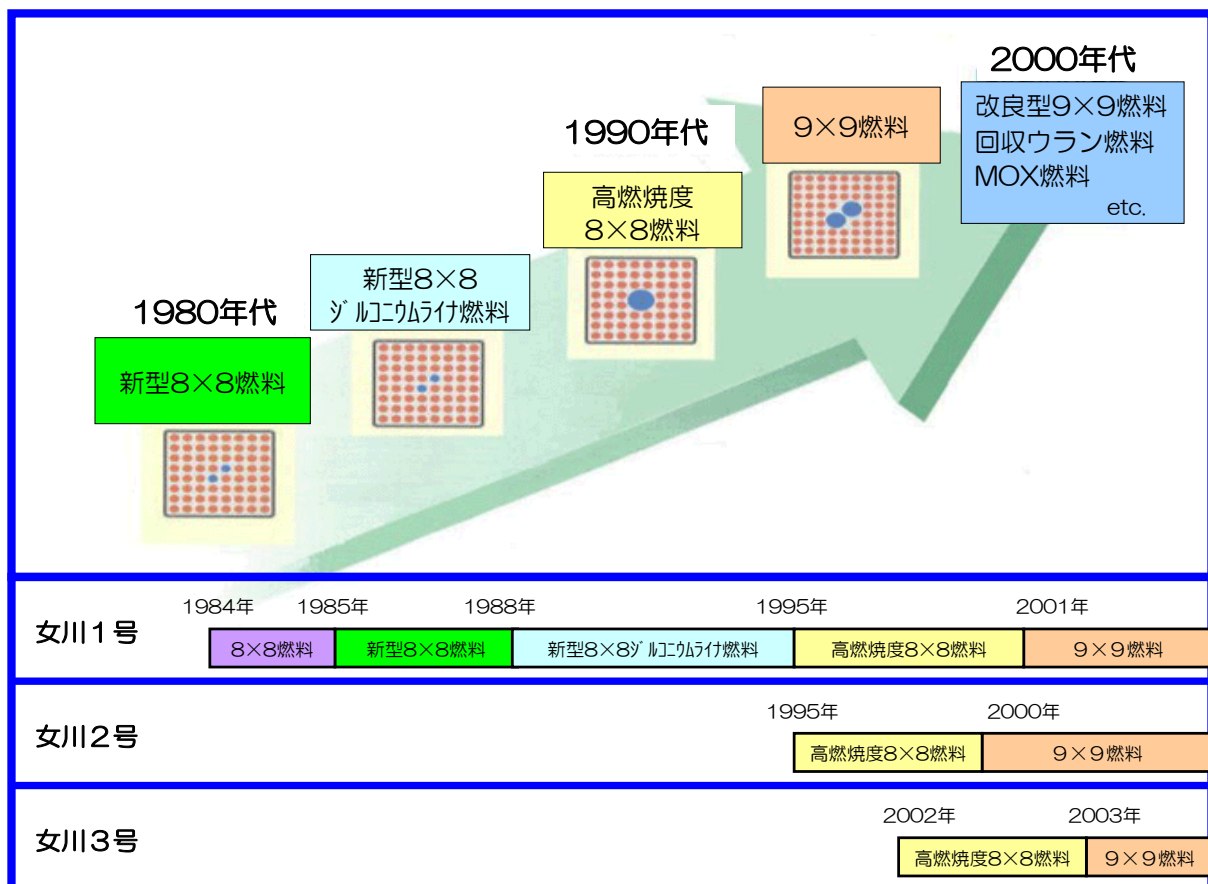 2000年代
改良型9×9燃料
回収ウラン燃料
MOX燃料
etc.
9×9燃料
1990年代
高燃焼度
8×8燃料
新型8×8
ｼﾞﾙｺﾆｳﾑﾗｲﾅ燃料
1980年代
新型8×8燃料
女川1号
1984年
1985年
1988年
1995年
2001年
8×8燃料
新型8×8燃料
新型8×8ｼﾞﾙｺﾆｳﾑﾗｲﾅ燃料
高燃焼度8×8燃料
9×9燃料
女川2号
1995年
2000年
高燃焼度8×8燃料
9×9燃料
女川3号
2002年
2003年
高燃焼度8×8燃料
9×9燃料